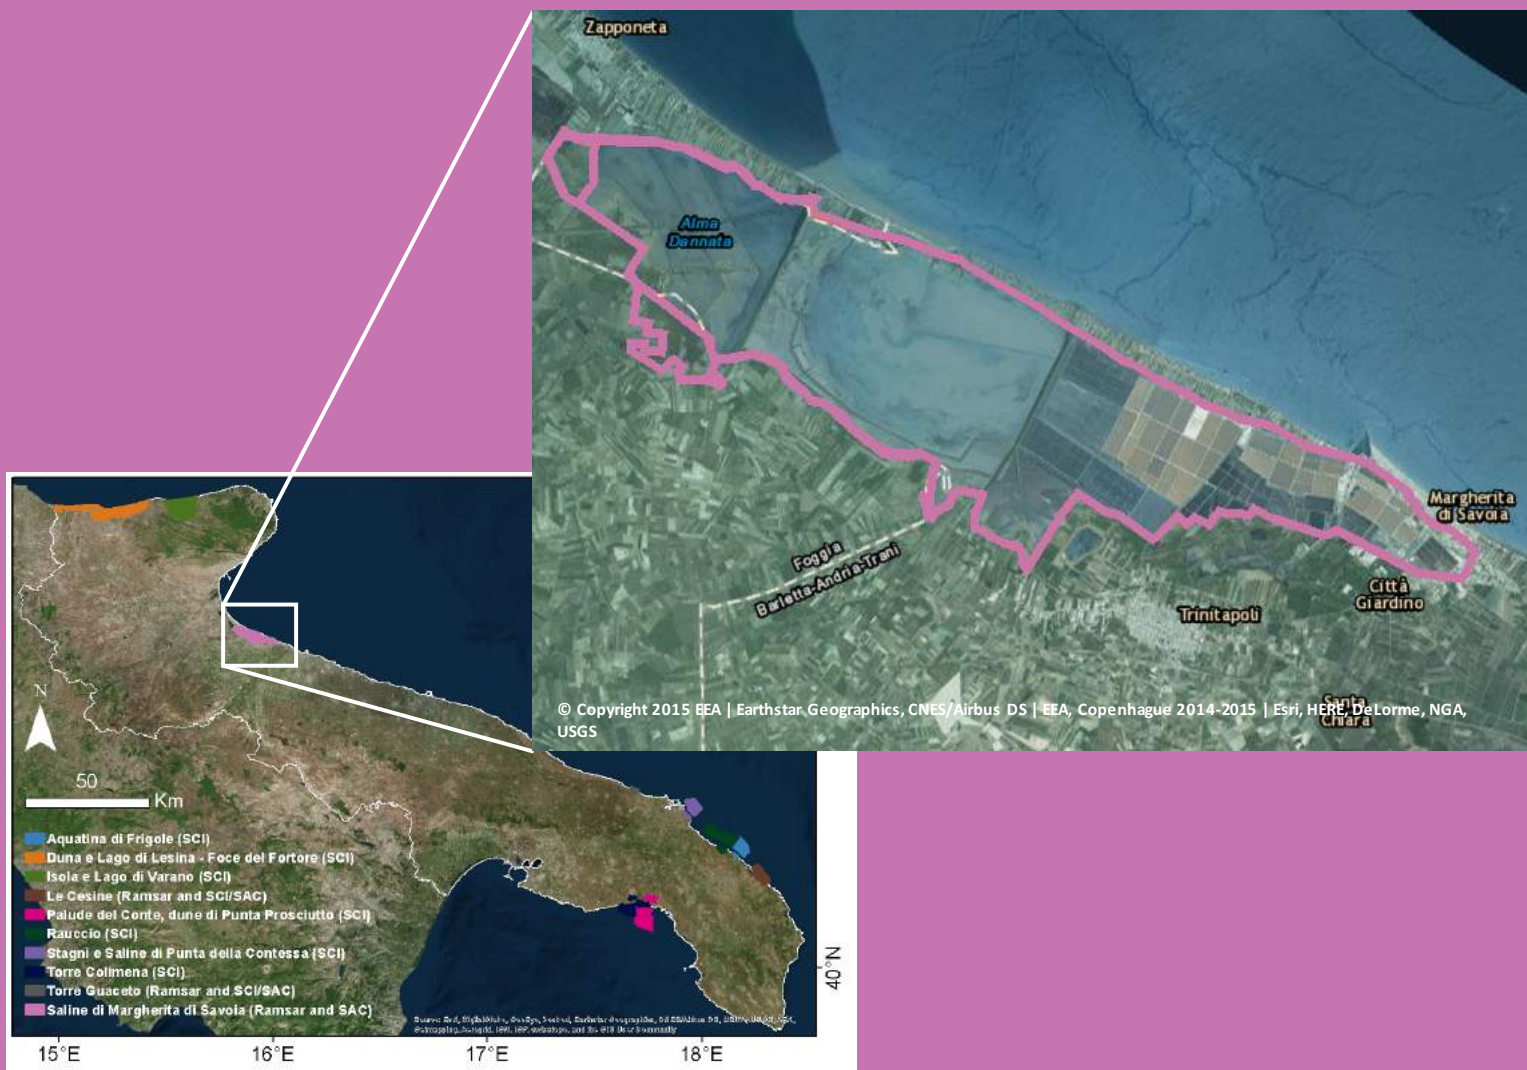 Zapponeta
Alma
Dannata
Margherita
di Savoia
Foggia
Barletta-Andria-Trani
Città
Giardino
Trinitapoli
Santa
Chiara
© Copyright 2015 EEA | Earthstar Geographics, CNES/Airbus DS | EEA, Copenhague 2014-2015 | Esri, HERE, DeLorme, NGA,
USGS
N
50
Km
Aquatina di Frigole (SCI)
Duna e Lago di Lesina - Foce del Fortore (SCI)
Isola e Lago di Varano (SCI)
Le Cesine (Ramsar and SCI/SAC)
Palude del Conte, dune di Punta Prosciutto (SCI)
Rauccio (SCI)
Stagni e Saline di Punta della Contessa (SCI)
Torre Colimena (SCI)
Torre Guaceto (Ramsar and SCI/SAC)
Saline di Margherita di Savoia (Ramsar and SAC)
40°N
15°E
16°E
17°E
18°E